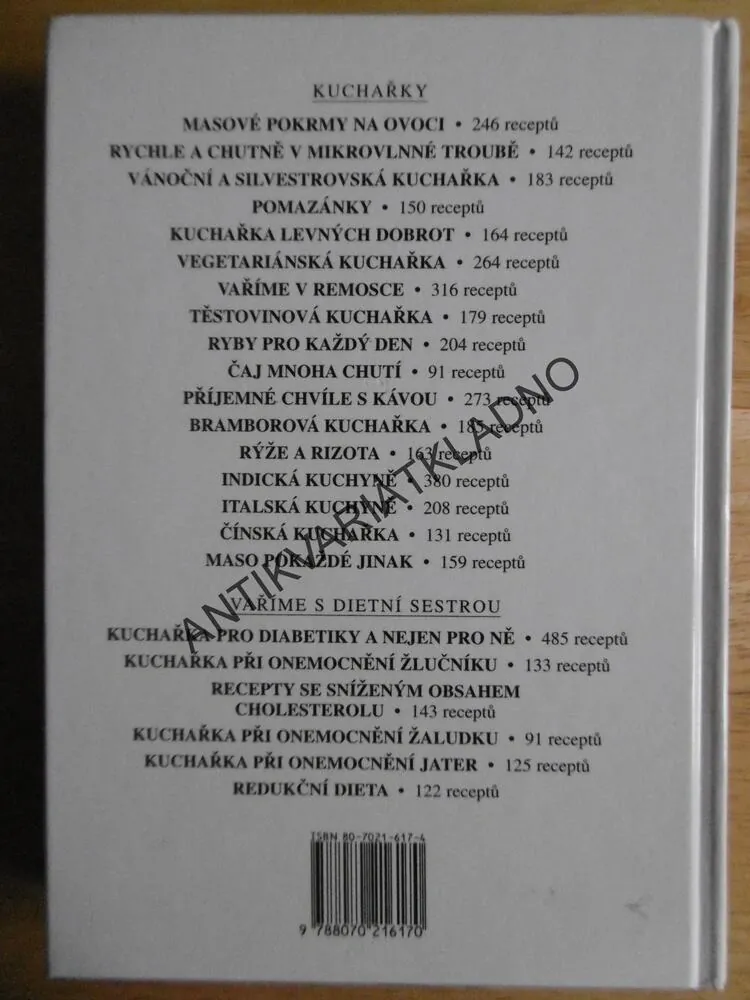 KUCHAŘKY
MASOVÉ POKRMY NA OVOCI • 246 receptů
RYCHLE A CHUTNĚ V MIKROVLNNÉ TROUBĚ • 142 receptů
VÁNOČNÍ A SILVESTROVSKÁ KUCHAŘKA • 183 receptů
POMAZÁNKY • 150 receptů
KUCHAŘKA LEVNÝCH DOBROT • 164 receptů
VEGETARIÁNSKÁ KUCHAŘKA • 264 receptů
VAŘÍME V REMOSCE • 316 receptů
TĚSTOVINOVÁ KUCHAŘKA • 179 receptů
RYBY PRO KAŽDÝ DEN • 204 receptů
ČAJ MNOHA CHUTÍ • 91 receptů
PŘÍJEMNÉ CHVÍLE S KÁVOU • 273 receptů
BRAMBOROVÁ KUCHAŘKA • 185 receptů
RÝŽE A RIZOTA • 163 receptů
INDICKÁ KUCHYNĚ • 380 receptů
ITALSKÁ KUCHYNĚ • 208 receptů
ČÍNSKÁ KUCHAŘKA • 131 receptů
MASO POKAŽDÉ JINAK • 159 receptů
VAŘÍME S DIETNÍ SESTROU
KUCHAŘKA PRO DIABETIKY A NEJEN PRO NĚ • 485 receptů
KUCHAŘKA PŘI ONEMOCNĚNÍ ŽLUČNÍKU • 133 receptů
RECEPTY SE SNÍŽENÝM OBSAHEM
CHOLESTEROLU • 143 receptů
KUCHAŘKA PŘI ONEMOCNĚNÍ ŽALUDKU • 91 receptů
KUCHAŘKA PŘI ONEMOCNĚNÍ JATER • 125 receptů
REDUKČNÍ DIETA • 122 receptů
ISBN 80-7021-617-4
9 788070 216170
ANTIKVARIATKLADNO